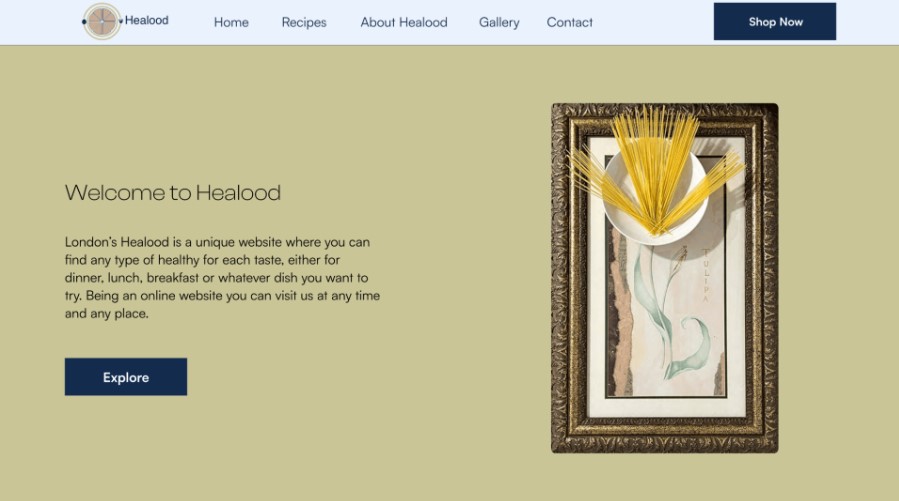 Healood
Home Recipes About Healood Gallery Contact
Shop Now
Welcome to Healood
London's Healood is a unique website where you can
find any type of healthy for each taste, either for
dinner, lunch, breakfast or whatever dish you want to
try. Being an online website you can visit us at any time
and any place.
Explore
TULIPA